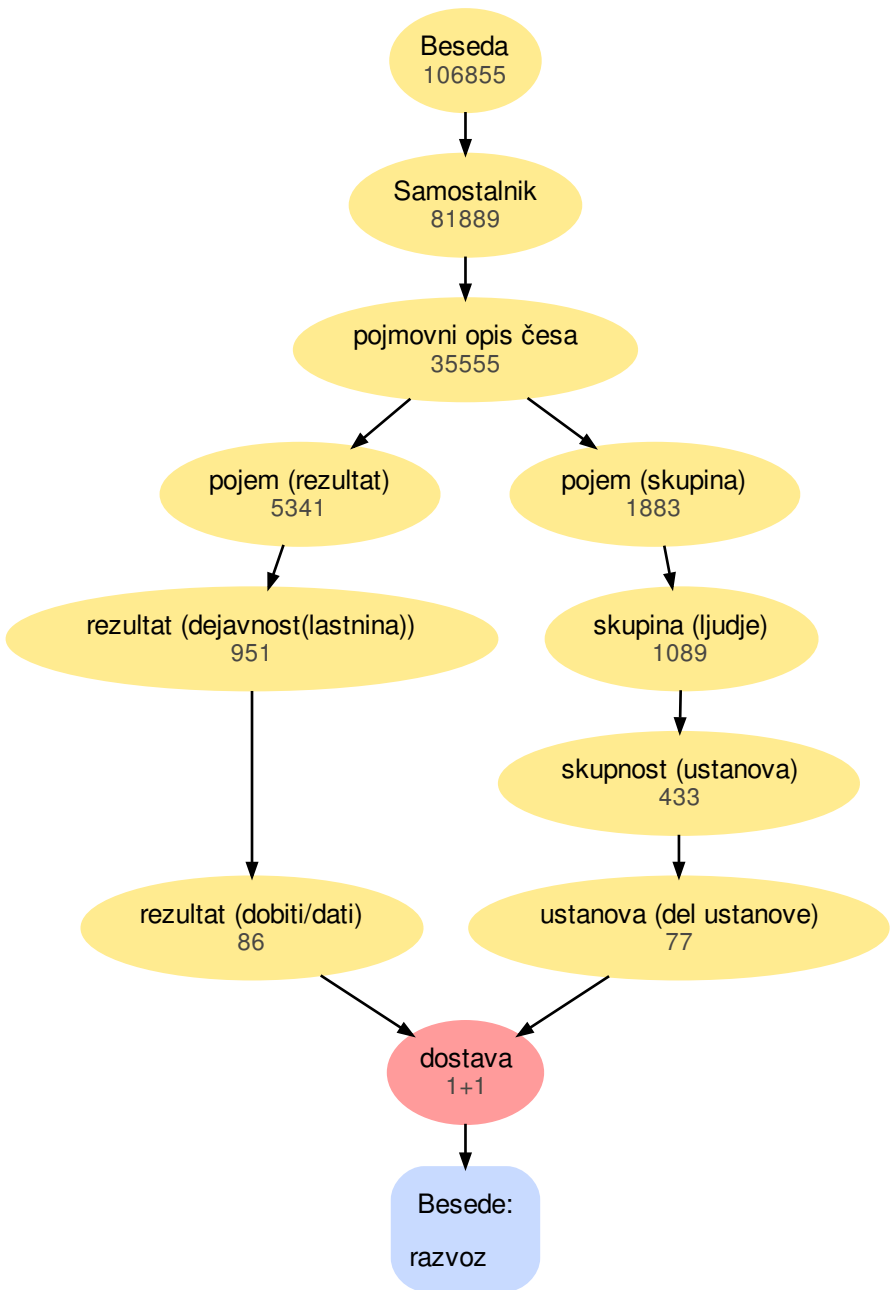 Beseda
106855
Samostalnik
81889
pojmovni opis česa
35555
pojem (rezultat)
5341
pojem (skupina)
1883
rezultat (dejavnost(lastnina))
951
skupina (ljudje)
1089
skupnost (ustanova)
433
rezultat (dobiti/dati)
86
ustanova (del ustanove)
77
dostava
1+1
Besede:
razvoz